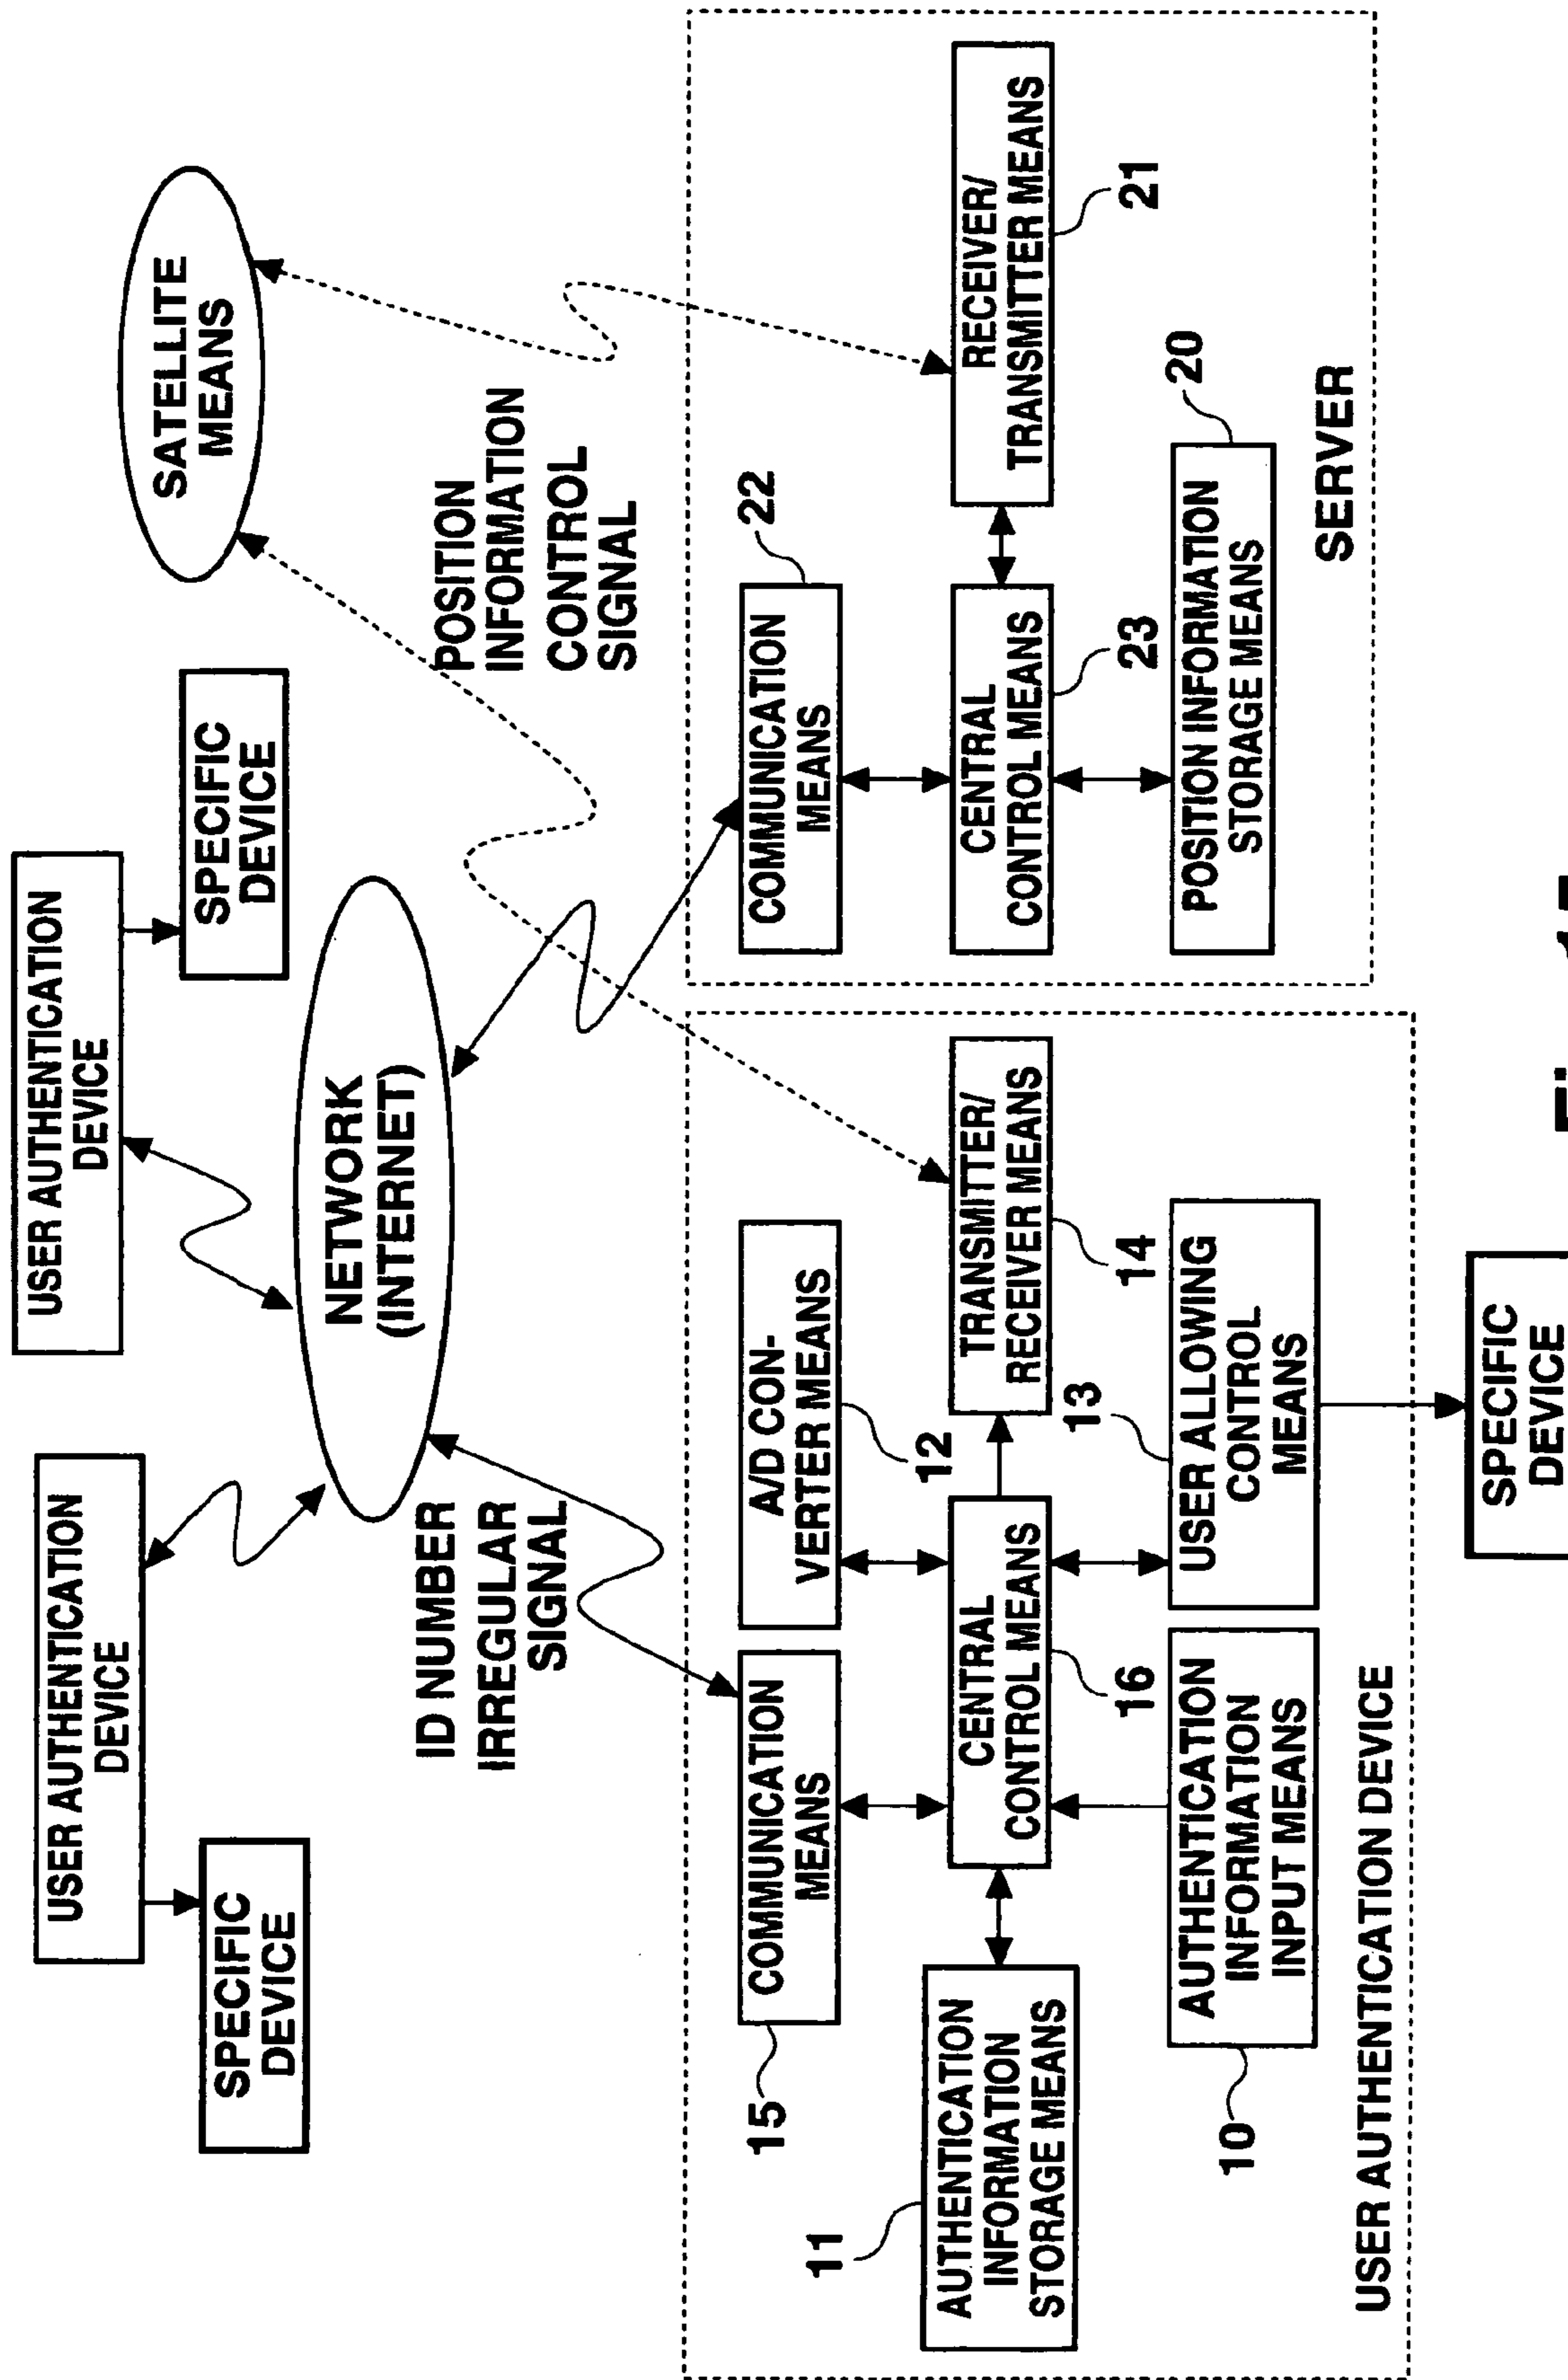 USER AUTHENTICATION
DEVICE
SPECIFIC
DEVICE
USER AUTHENTICATION
DEVICE
SPECIFIC
DEVICE
SATELLITE
MEANS
NETWORK
(INTERNET)
ID NUMBER
IRREGULAR
SIGNAL
POSITION
INFORMATION
CONTROL
SIGNAL
15
COMMUNICATION
MEANS
A/D CON-
VERTER MEANS
12
11
AUTHENTICATION
INFORMATION
STORAGE MEANS
CENTRAL
CONTROL MEANS
16
TRANSMITTER/
RECEIVER MEANS
14
13
10
AUTHENTICATION
INFORMATION
INPUT MEANS
USER ALLOWING
CONTROL
MEANS
USER AUTHENTICATION DEVICE
SPECIFIC
DEVICE
COMMUNICATION
MEANS
22
CENTRAL
CONTROL MEANS
23
RECEIVER/
TRANSMITTER MEANS
21
POSITION INFORMATION
STORAGE MEANS
20
SERVER